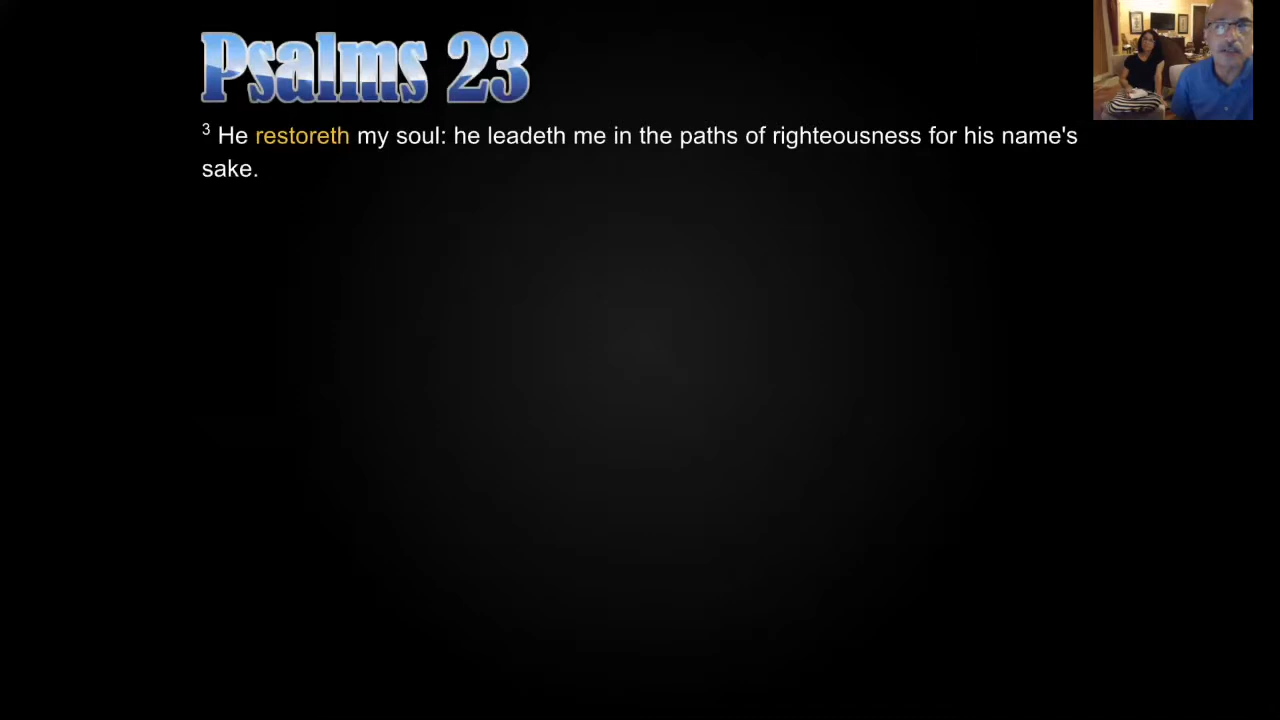 Psalms 23
3 He restoreth my soul: he leadeth me in the paths of righteousness for his name's
sake.